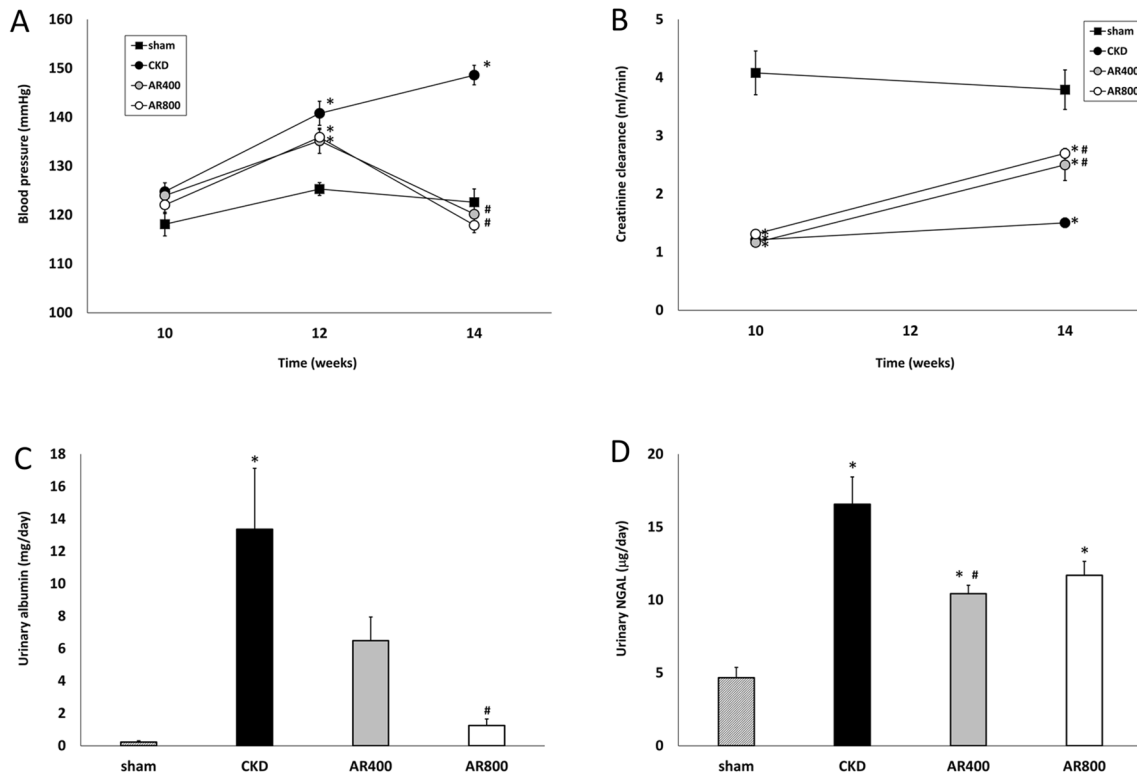 A
Blood pressure (mmHg)
160
150
140
130
120
110
100
sham
CKD
AR400
AR800
*
*
*
*
#
#
10
12
14
Time (weeks)
B
Creatinine clearance (ml/min)
5
4
3
2
1
0
sham
CKD
AR400
AR800
*
*
*
* #
* #
*
10
12
14
Time (weeks)
C
Urinary albumin (mg/day)
18
16
14
12
10
8
6
4
2
0
*
#
sham
CKD
AR400
AR800
D
Urinary NGAL (µg/day)
20
15
10
5
0
*
* #
*
sham
CKD
AR400
AR800